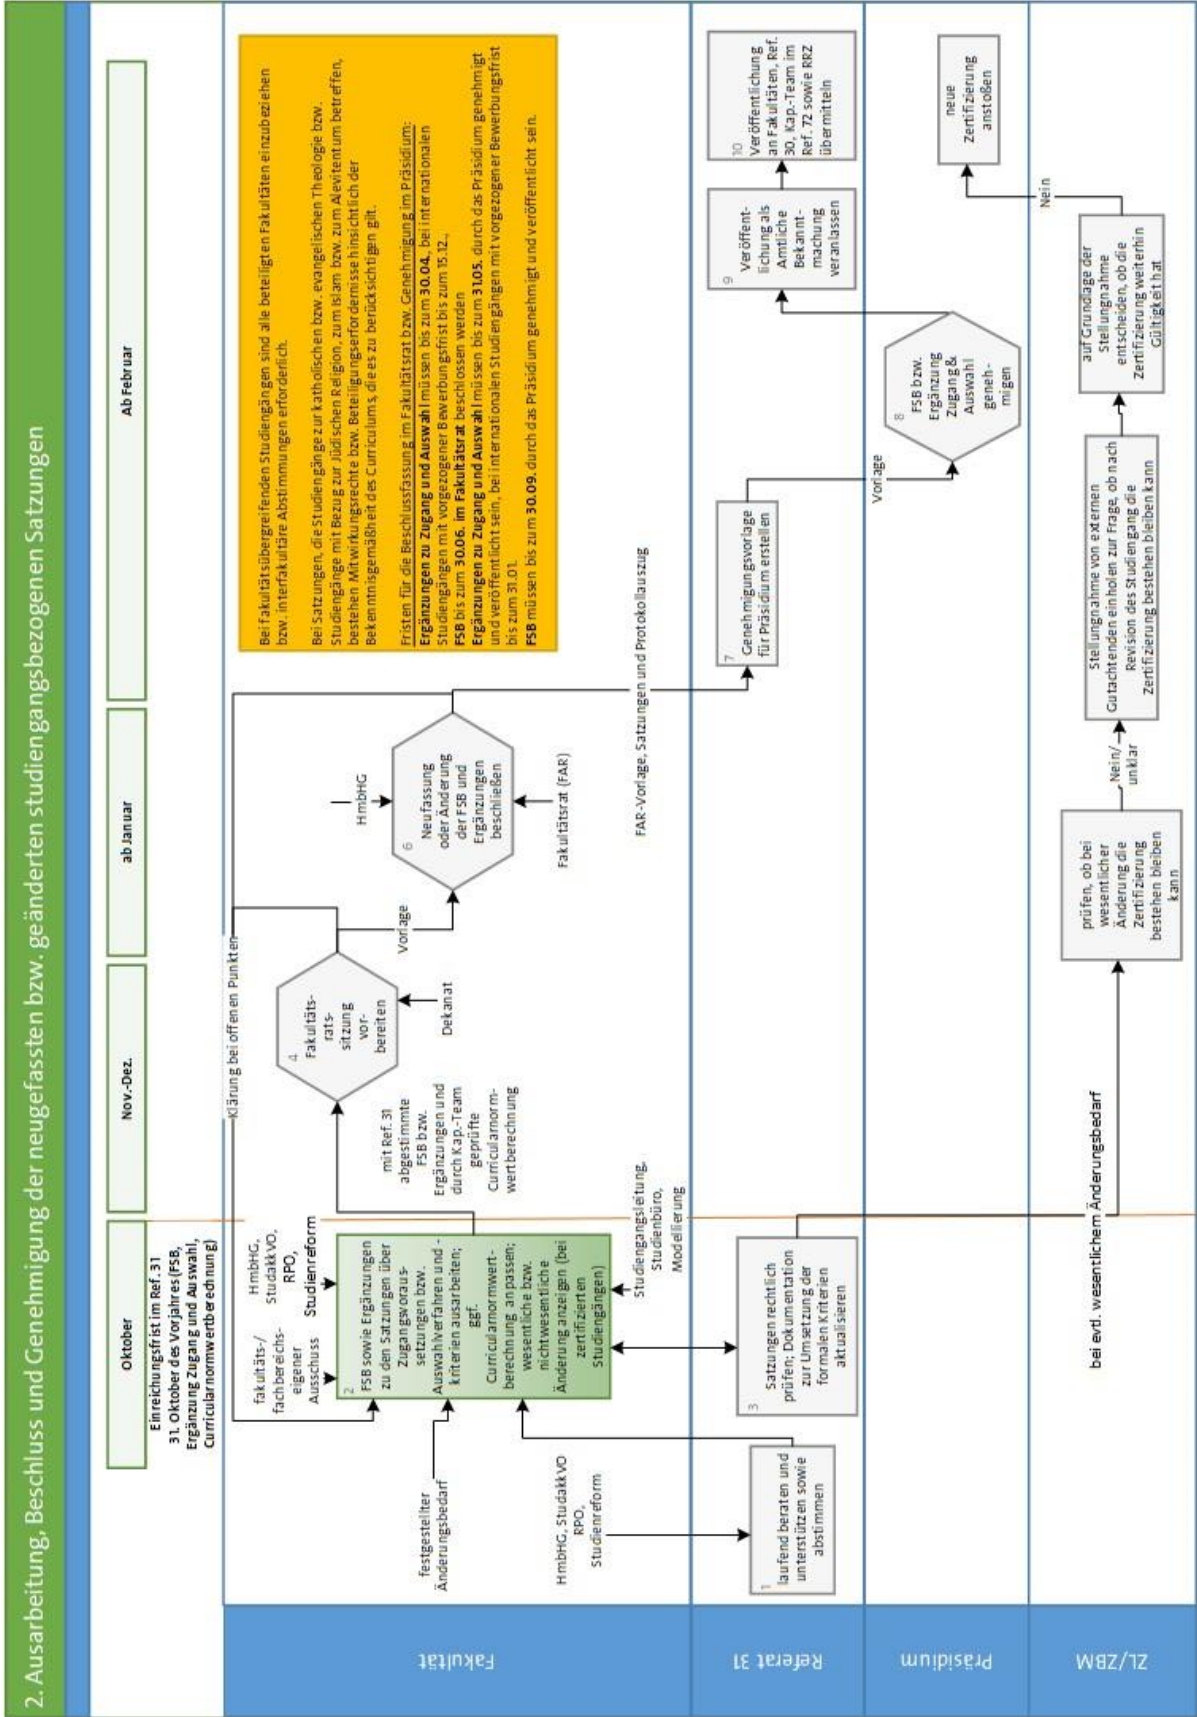 2. Ausarbeitung, Beschluss und Genehmigung der neugefassten bzw. geänderten studiengangsbezogenen Satzungen
Oktober
Nov.-Dez.
ab Januar
Ab Februar
Einreichungsfrist im Ref. 31
31. Oktober des Vorjahres (FSB,
Ergänzung Zugang und Auswahl,
Curricularnormwertberechnung)
Fakultät
Klärung bei offenen Punkten
fakultäts-/
fachbereichs-
eigener
Ausschuss
HmbHG,
StudakkVO,
RPO,
Studienreform
festgestellter
Änderungsbedarf
2
FSB sowie Ergänzungen
zu den Satzungen über
Zugangsvoraus-
setzungen bzw.
Auswahlverfahren und -
kriterien ausarbeiten;
ggf.
Curricularnormwert-
berechnung anpassen;
wesentliche bzw.
nichtwesentliche
Änderung anzeigen (bei
zertifizierten
Studiengängen)
Studiengangsleitung,
Studienbüro,
Modellierung
HmbHG, StudakkVO
RPO,
Studienreform
mit Ref. 31
abgestimmte
FSB bzw.
Ergänzungen und
durch Kap.-Team
geprüfte
Curricularnorm-
wertberechnung
4
Fakultäts-
rats-
sitzung
vor-
bereiten
Dekanat
Vorlage
HmbHG
6
Neufassung
oder Änderung
der FSB und
Ergänzungen
beschließen
Fakultätsrat (FAR)
FAR-Vorlage, Satzungen und Protokollauszug
Bei fakultätsübergreifenden Studiengängen sind alle beteiligten Fakultäten einzubeziehen
bzw. interfakultäre Abstimmungen erforderlich.
Bei Satzungen, die Studiengänge zur katholischen bzw. evangelischen Theologie bzw.
Studiengänge mit Bezug zur Jüdischen Religion, zum Islam bzw. zum Alevitentum betreffen,
bestehen Mitwirkungsrechte bzw. Beteiligungserfordernisse hinsichtlich der
Bekenntnisgemäßheit des Curriculums, die es zu berücksichtigen gilt.
Fristen für die Beschlussfassung im Fakultätsrat bzw. Genehmigung im Präsidium:
Ergänzungen zu Zugang und Auswahl müssen bis zum 30.04., bei internationalen
Studiengängen mit vorgezogener Bewerbungsfrist bis zum 15.12.,
FSB bis zum 30.06. im Fakultätsrat beschlossen werden
Ergänzungen zu Zugang und Auswahl müssen bis zum 31.05. durch das Präsidium genehmigt
und veröffentlicht sein, bei internationalen Studiengängen mit vorgezogener Bewerbungsfrist
bis zum 31.01.
FSB müssen bis zum 30.09. durch das Präsidium genehmigt und veröffentlicht sein.
Referat 31
1
laufend beraten und
unterstützen sowie
abstimmen
3
Satzungen rechtlich
prüfen; Dokumentation
zur Umsetzung der
formalen Kriterien
aktualisieren
7
Genehmigungsvorlage
für Präsidium erstellen
9
Veröffent-
lichung als
Amtliche
Bekannt-
machung
veranlassen
10
Veröffentlichung
an Fakultäten, Ref.
30, Kap.-Team im
Ref. 72 sowie RRZ
übermitteln
Präsidium
Vorlage
8
FSB bzw.
Ergänzung
Zugang &
Auswahl
geneh-
migen
neue
Zertifizierung
anstoßen
Nein
ZL/ZBM
bei evtl. wesentlichem Änderungsbedarf
prüfen, ob bei
wesentlicher
Änderung die
Zertifizierung
bestehen bleiben
kann
Nein/
unklar
Stellungnahme von externen
Gutachtenden einholen zur Frage, ob nach
Revision des Studiengang die
Zertifizierung bestehen bleiben kann
auf Grundlage der
Stellungnahme
entscheiden, ob die
Zertifizierung weiterhin
Gültigkeit hat